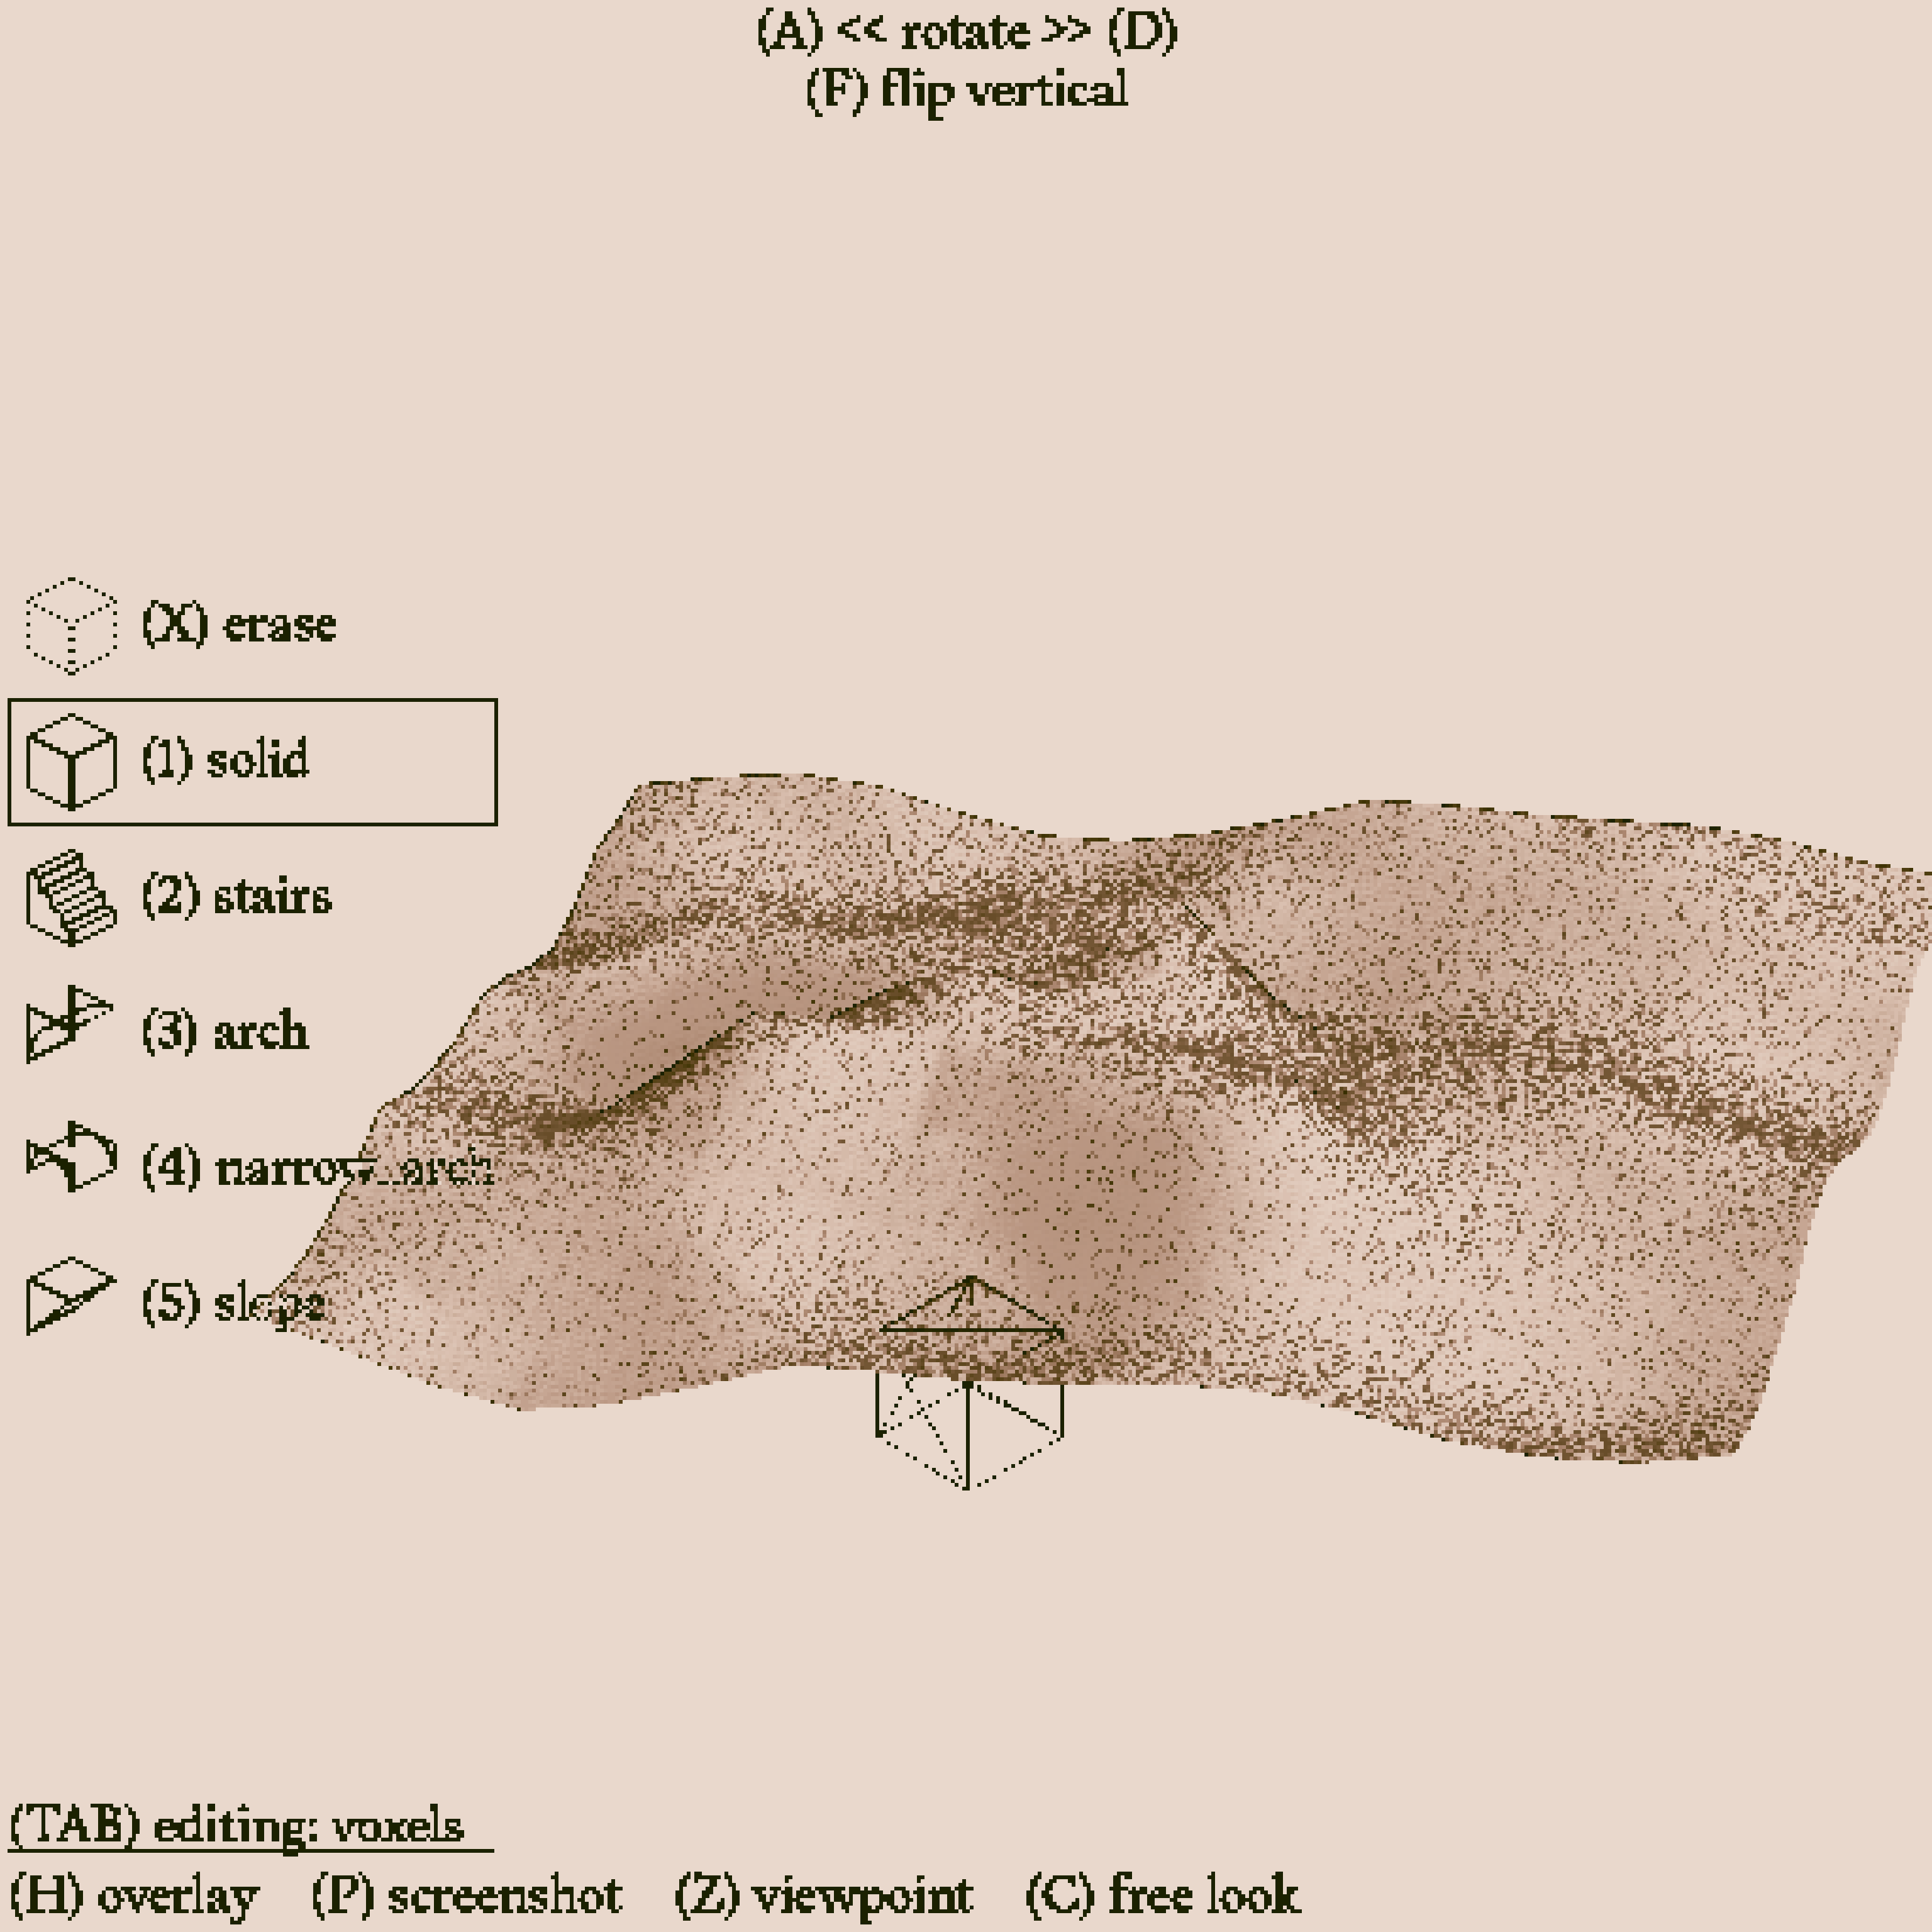 (A) << rotate >> (D)
(F) flip vertical
(X) erase
(1) solid
(2) stairs
(3) arch
(4) narrow arch
(5) slope
(TAB) editing: voxels
(H) overlay (P) screenshot (Z) viewpoint (C) free look